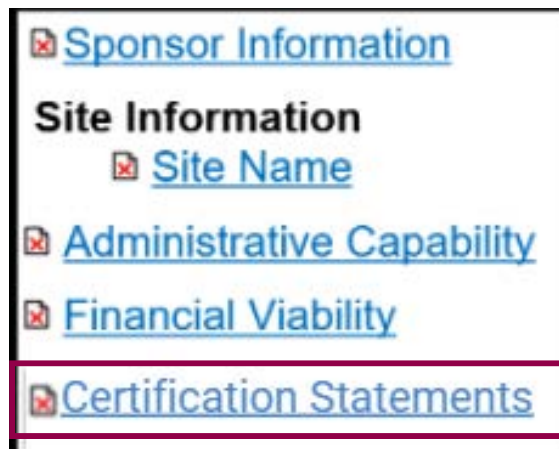 Sponsor Information
Site Information
Site Name
Administrative Capability
Financial Viability
Certification Statements